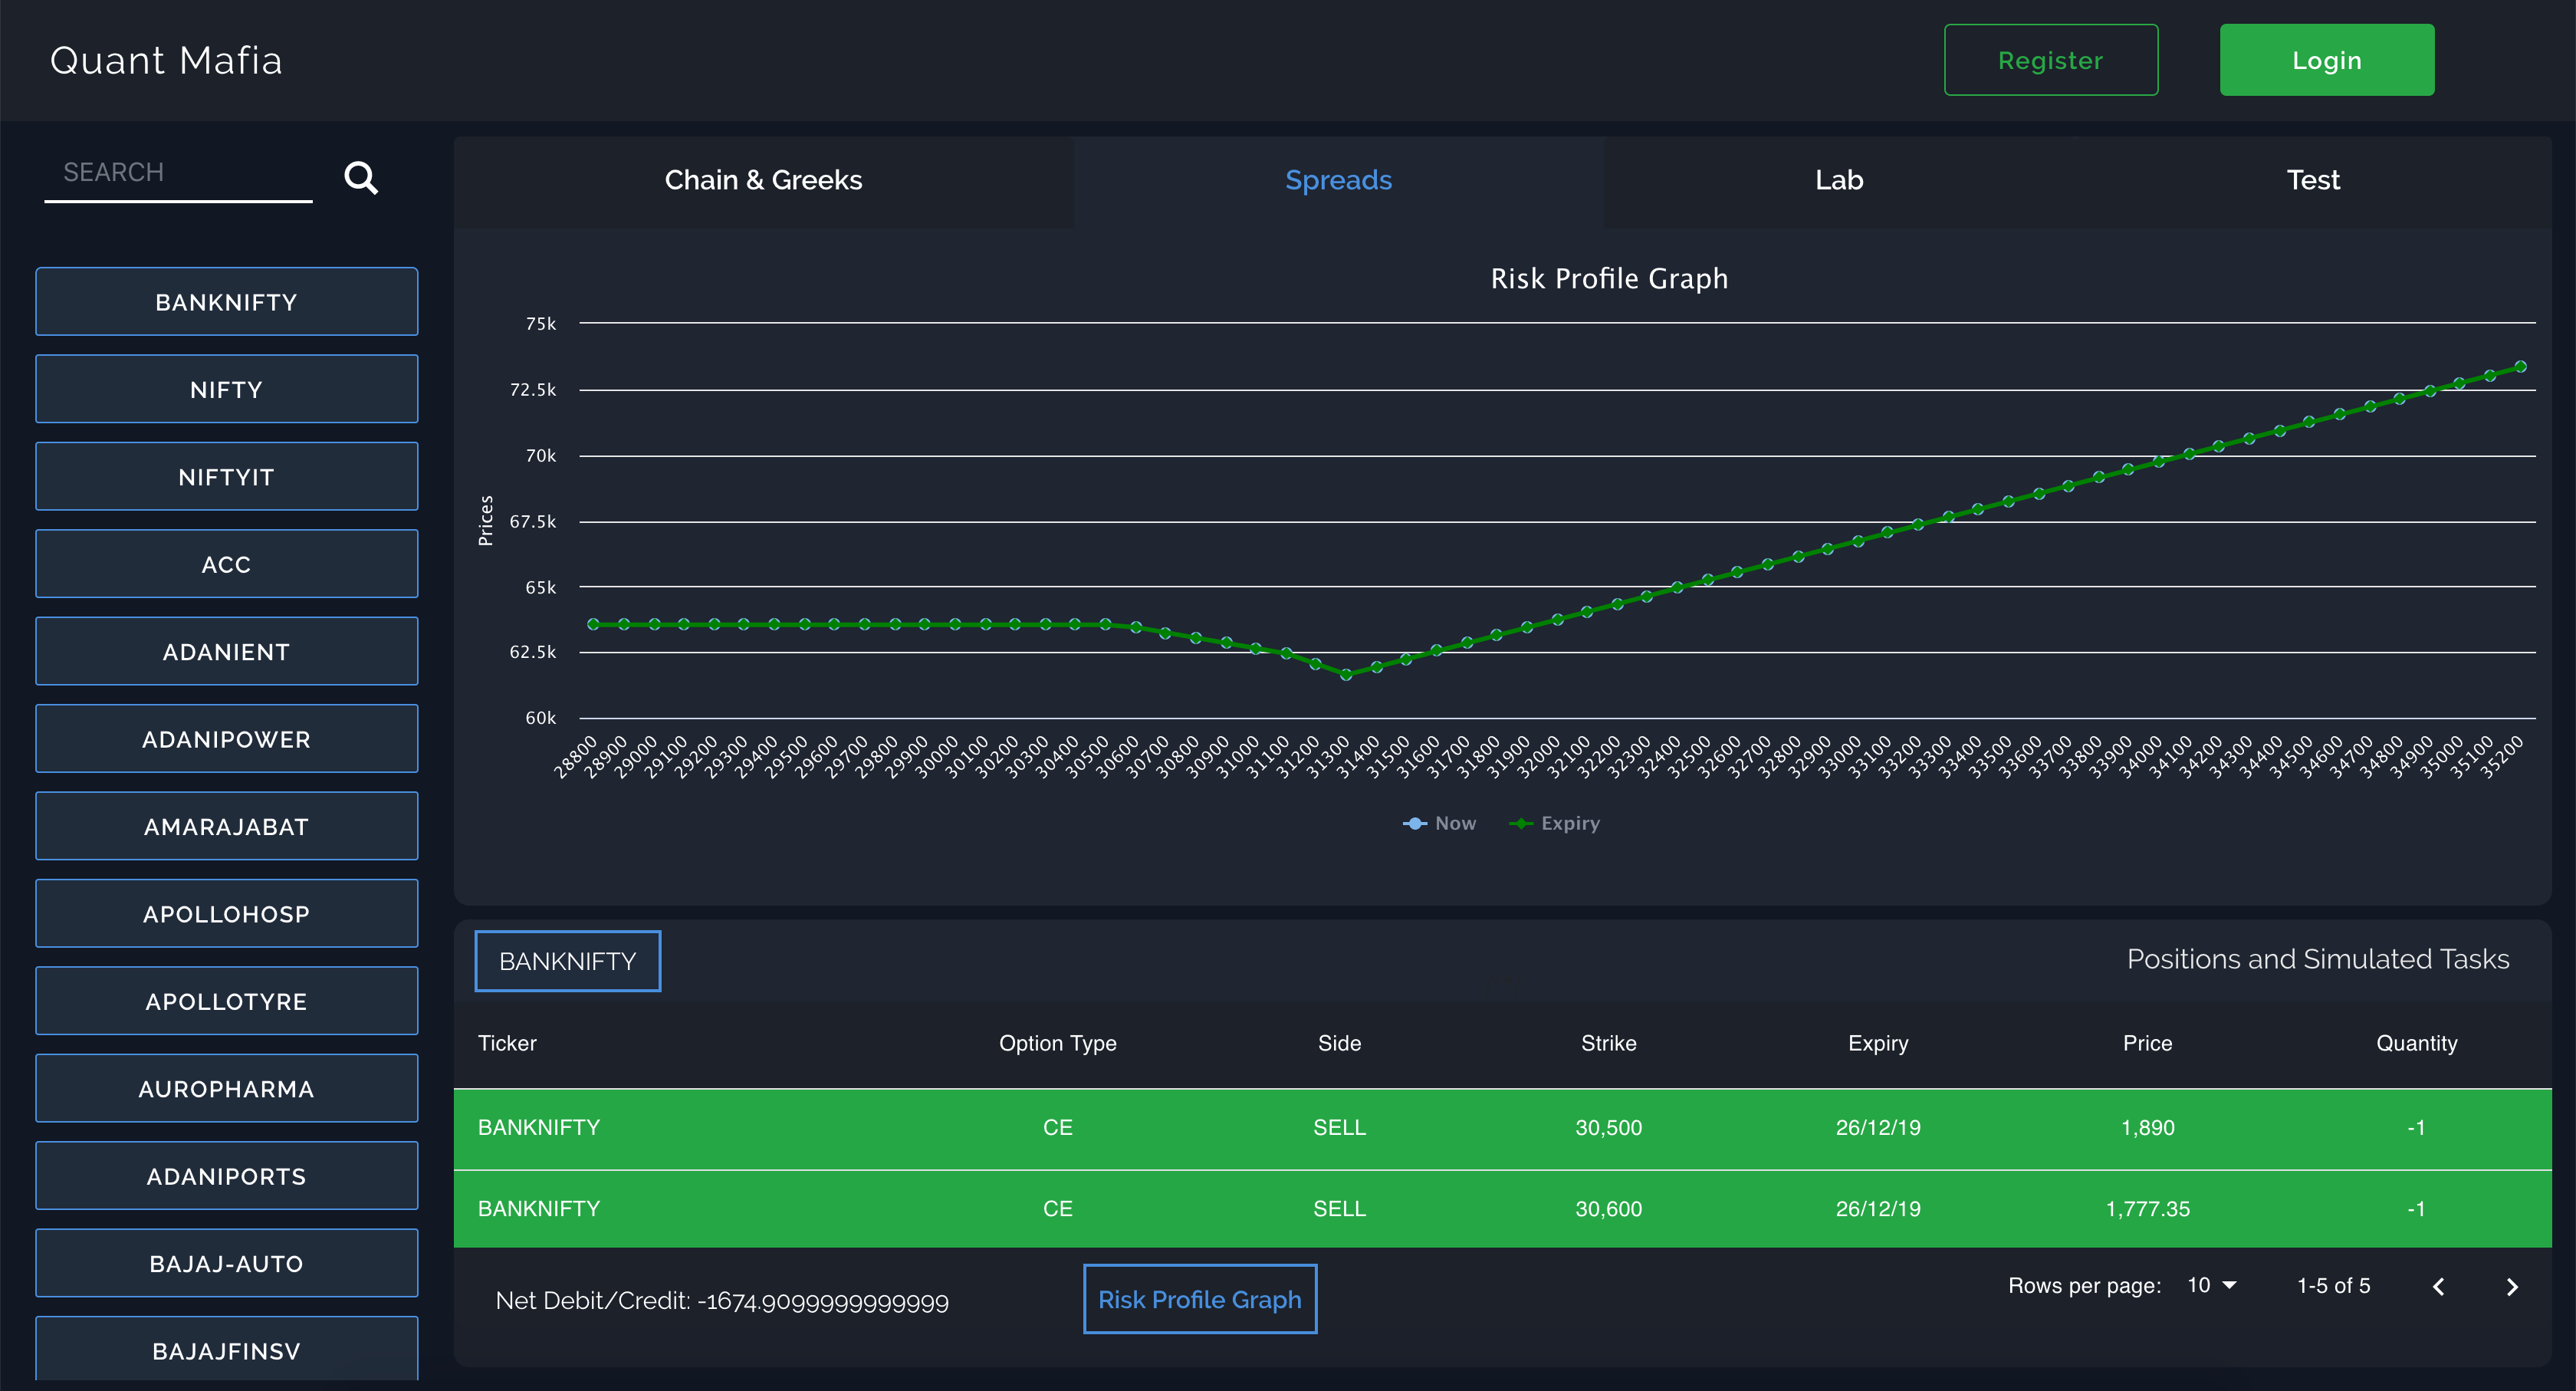 Quant Mafia
Register
Login
SEARCH
BANKNIFTY
NIFTY
NIFTYIT
ACC
ADANIENT
ADANIPOWER
AMARAJABAT
APOLLOHOSP
APOLLOTYRE
AUROPHARMA
ADANIPORTS
BAJAJ-AUTO
BAJAJFINSV
Chain & Greeks
Spreads
Lab
Test
Risk Profile Graph
Prices
75k
72.5k
70k
67.5k
65k
62.5k
60k
28800 28900 29000 29100 29200 29300 29400 29500 29600 29700 29800 29900 30000 30100 30200 30300 30400 30500 30600 30700 30800 30900 31000 31100 31200 31300 31400 31500 31600 31700 31800 31900 32000 32100 32200 32300 32400 32500 32600 32700 32800 32900 33000 33100 33200 33300 33400 33500 33600 33700 33800 33900 34000 34100 34200 34300 34400 34500 34600 34700 34800 34900 35000 35100 35200
Now Expiry
BANKNIFTY
Positions and Simulated Tasks
Ticker Option Type Side Strike Expiry Price Quantity
BANKNIFTY CE SELL 30,500 26/12/19 1,890 -1
BANKNIFTY CE SELL 30,600 26/12/19 1,777.35 -1
Net Debit/Credit: -1674.9099999999999
Risk Profile Graph
Rows per page: 10 1-5 of 5